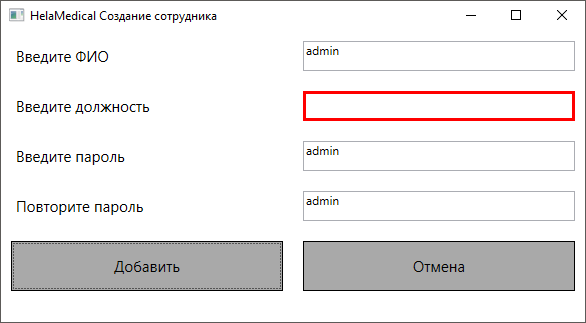 HelaMedical Создание сотрудника
Введите ФИО
admin
Введите должность
Введите пароль
admin
Повторите пароль
admin
Добавить
Отмена